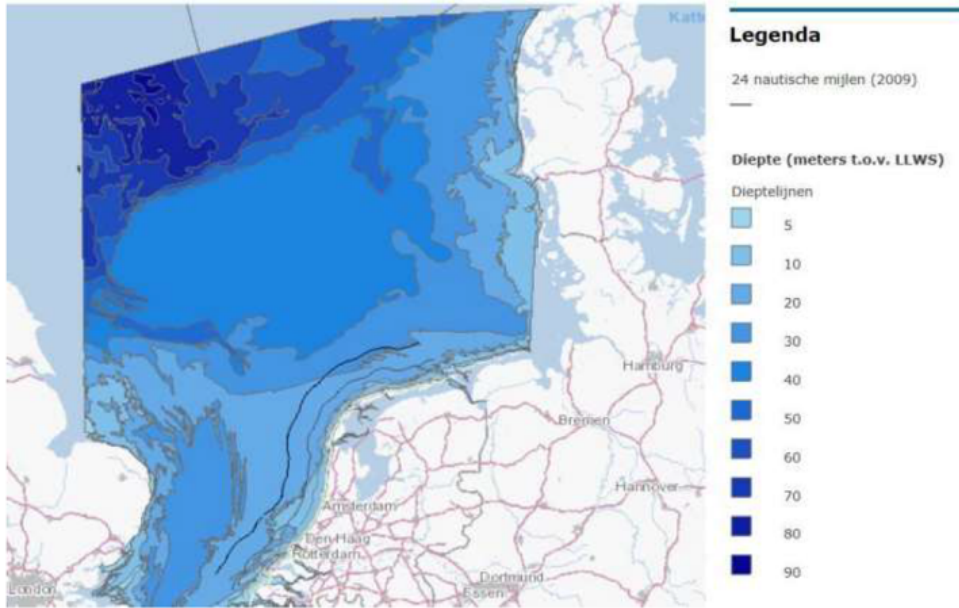 Katte
Hamburg
Bremen
Hannover
Amsterdam
Den Haag
Rotterdam
Dortmund
Essen
London
Legenda
24 nautische mijlen (2009)
Diepte (meters t.o.v. LLWS)
Dieptelijnen
5
10
20
30
40
50
60
70
80
90